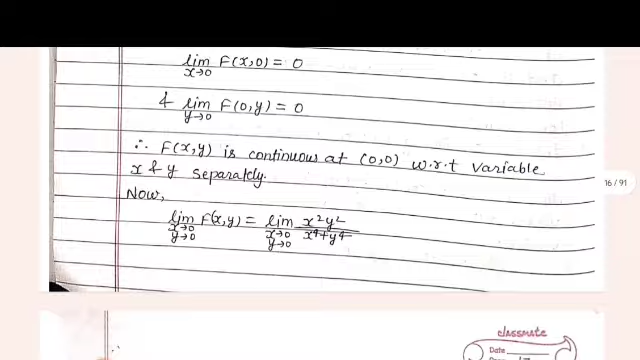 lim F(x,0) = 0
x→0
& lim F(0,y) = 0
y→0
∴ F(x,y) is continuous at (0,0) w.r.t variable
x & y separately.
Now,
lim F(x,y) = lim x²y²/x⁴+y⁴
x→0 x→0
y→0 y→0
16 / 91
classmate
Date
∴